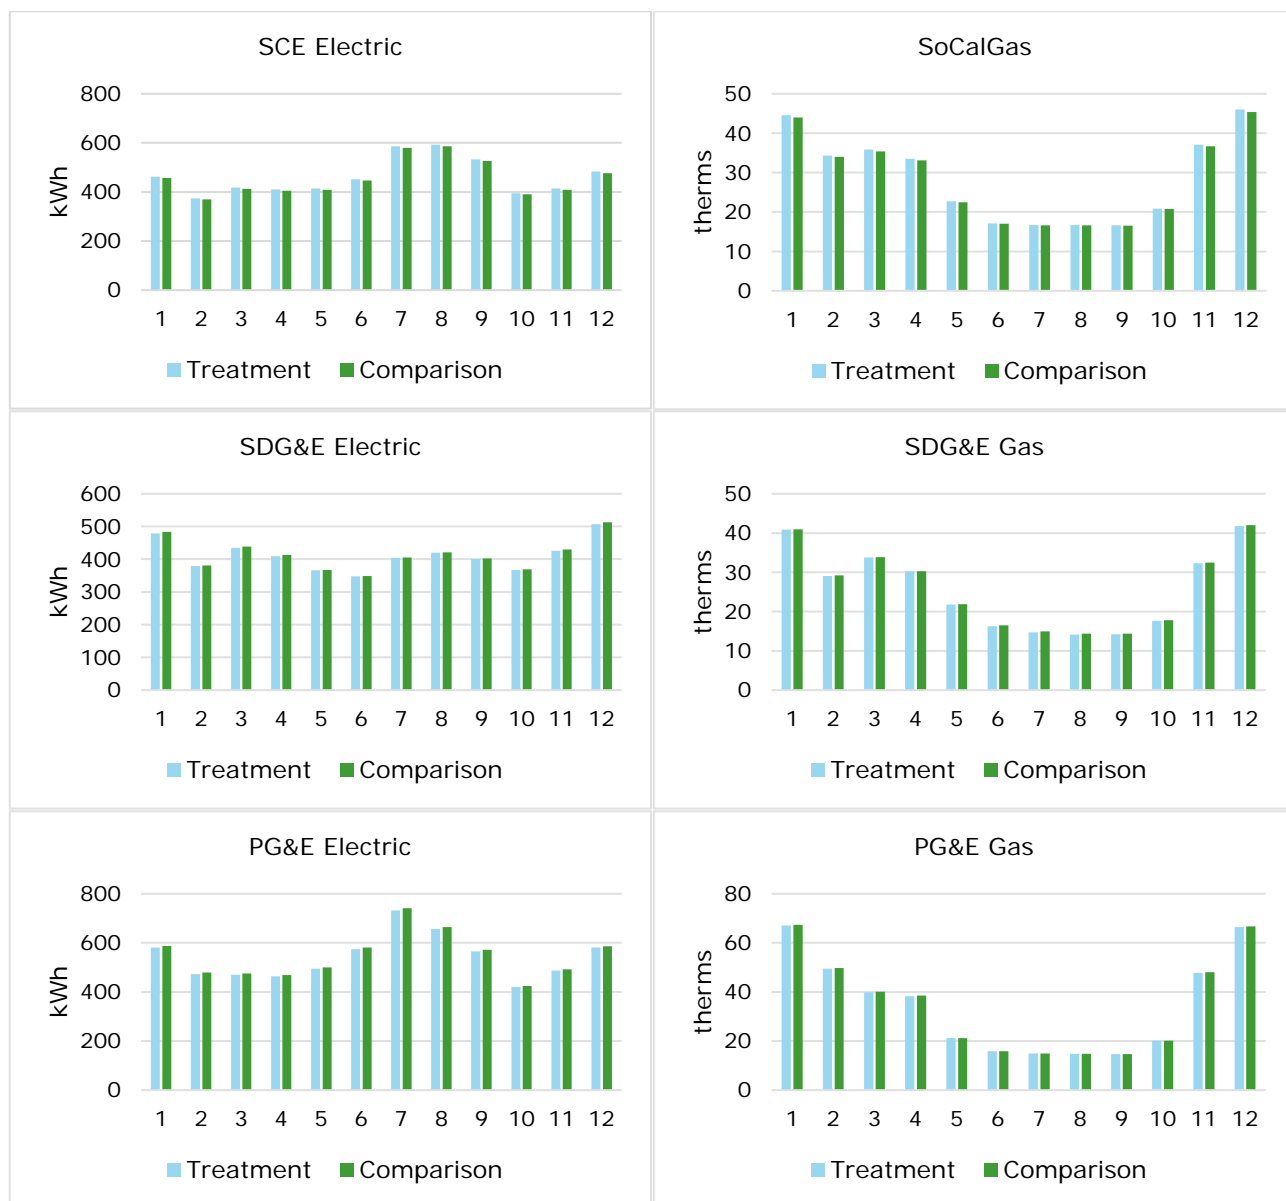 SCE Electric
kWh
800
600
400
200
0
1 2 3 4 5 6 7 8 9 10 11 12
Treatment Comparison
SoCalGas
therms
50
40
30
20
10
0
1 2 3 4 5 6 7 8 9 10 11 12
Treatment Comparison
SDG&E Electric
kWh
600
500
400
300
200
100
0
1 2 3 4 5 6 7 8 9 10 11 12
Treatment Comparison
SDG&E Gas
therms
50
40
30
20
10
0
1 2 3 4 5 6 7 8 9 10 11 12
Treatment Comparison
PG&E Electric
kWh
800
600
400
200
0
1 2 3 4 5 6 7 8 9 10 11 12
Treatment Comparison
PG&E Gas
therms
80
60
40
20
0
1 2 3 4 5 6 7 8 9 10 11 12
Treatment Comparison